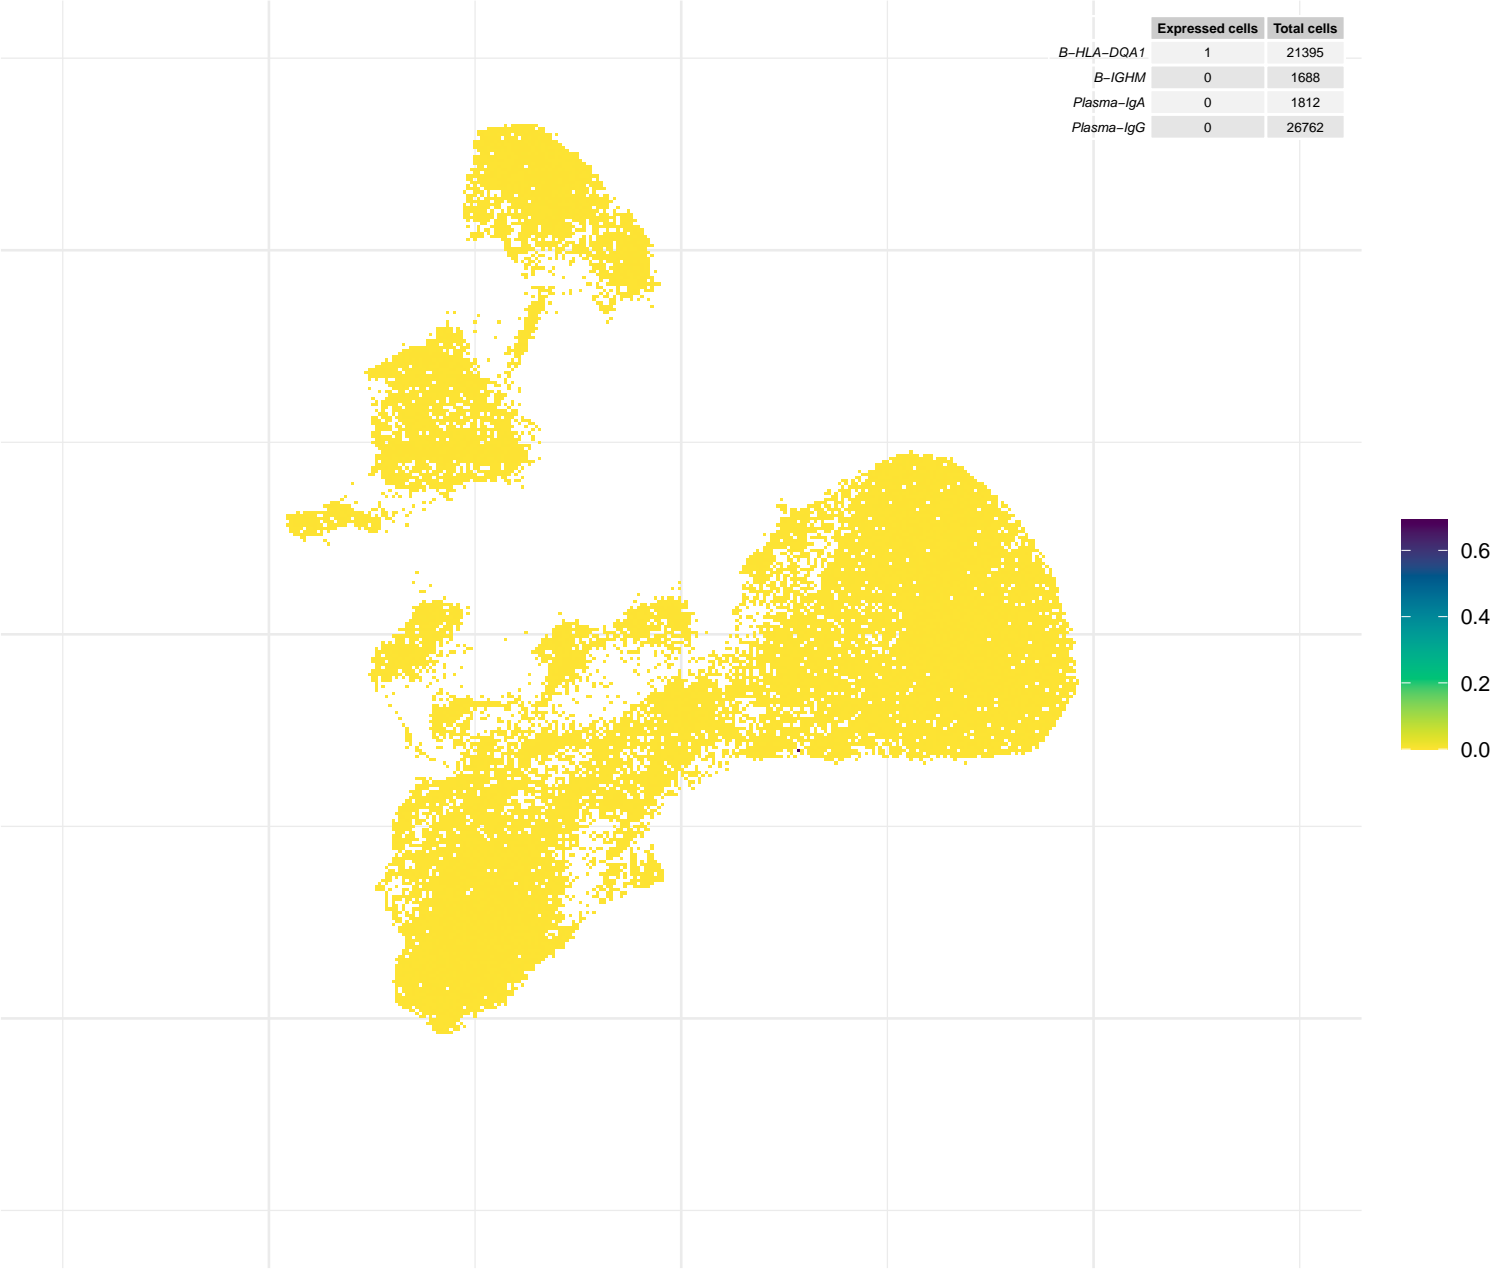 Expressed cells Total cells
B−HLA−DQA1 1 21395
B−IGHM 0 1688
Plasma−IgA 0 1812
Plasma−IgG 0 26762
0.6
0.4
0.2
0.0